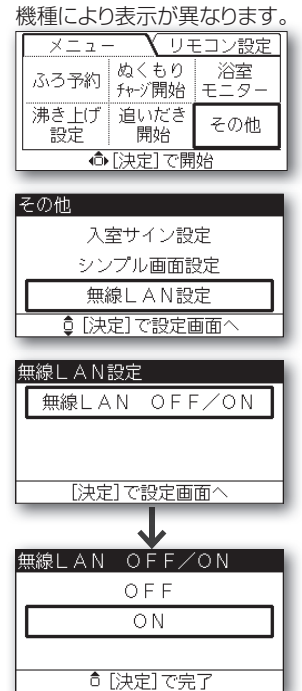 機種により表示が異なります。
メニュー リモコン設定
ふろ予約 ぬくもり 浴室
ﾁｬｰｼﾞ開始 モニター
沸き上げ 追いだき その他
設定 開始
[決定]で開始
その他
入室サイン設定
シンプル画面設定
無線LAN設定
[決定]で設定画面へ
無線LAN設定
無線LAN OFF/ON
[決定]で設定画面へ
無線LAN OFF/ON
OFF
ON
[決定]で完了